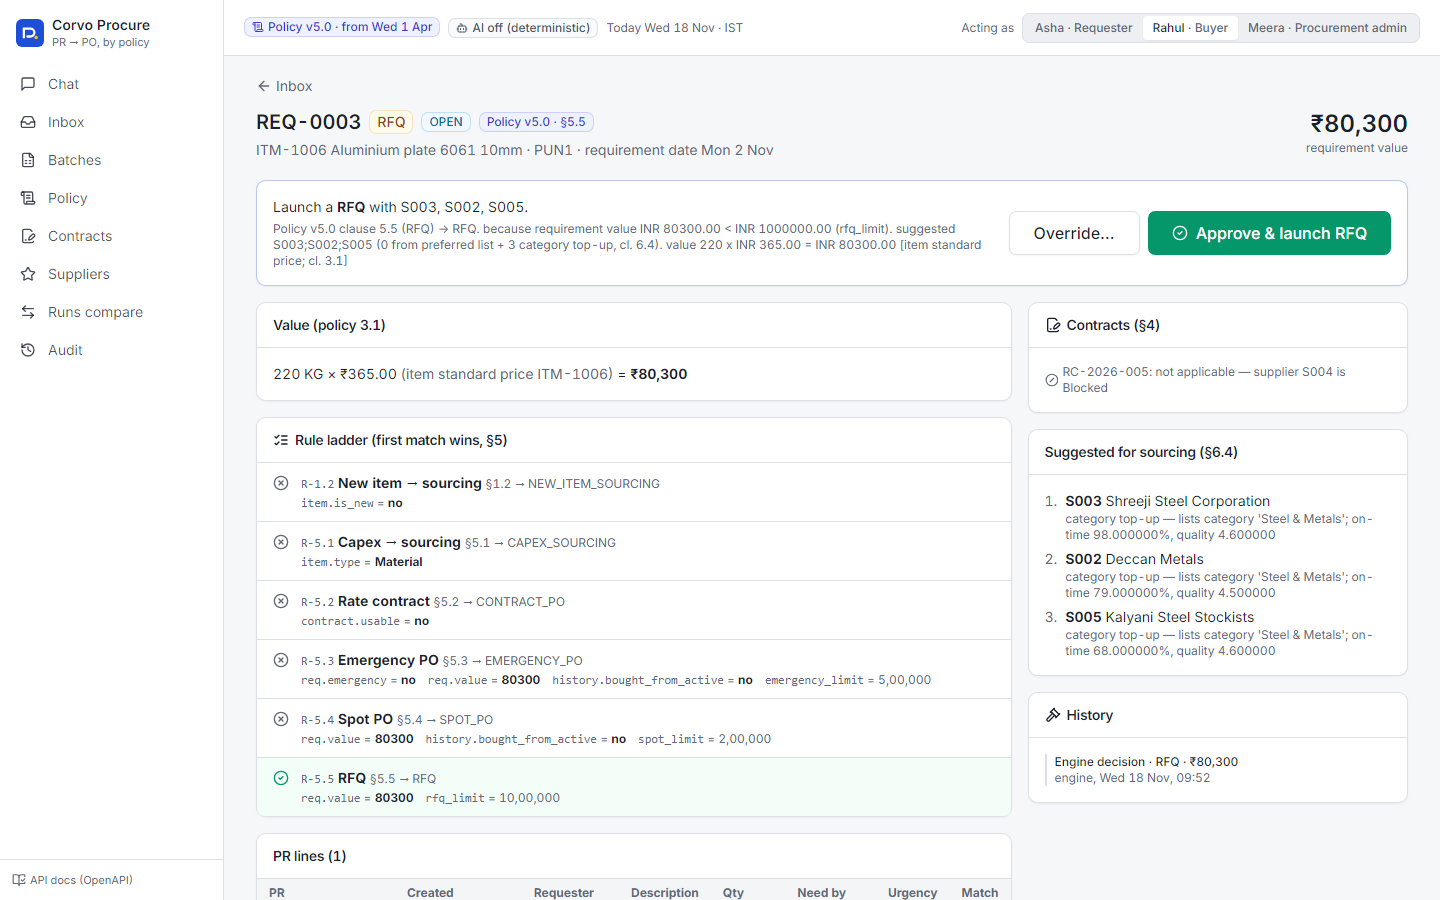 Corvo Procure
PR → PO, by policy
Chat
Inbox
Batches
Policy
Contracts
Suppliers
Runs compare
Audit
API docs (OpenAPI)
Policy v5.0 · from Wed 1 Apr
AI off (deterministic)
Today Wed 18 Nov · IST
Acting as
Asha · Requester
Rahul · Buyer
Meera · Procurement admin
← Inbox
REQ-0003 RFQ OPEN Policy v5.0 · §5.5
ITM-1006 Aluminium plate 6061 10mm · PUN1 · requirement date Mon 2 Nov
₹80,300
requirement value
Launch a RFQ with S003, S002, S005.
Policy v5.0 clause 5.5 (RFQ) → RFQ. because requirement value INR 80300.00 < INR 1000000.00 (rfq_limit). suggested
S003;S002;S005 (0 from preferred list + 3 category top-up, cl. 6.4). value 220 x INR 365.00 = INR 80300.00 [item standard
price; cl. 3.1]
Override...
Approve & launch RFQ
Value (policy 3.1)
220 KG × ₹365.00 (item standard price ITM-1006) = ₹80,300
Rule ladder (first match wins, §5)
R-1.2 New item → sourcing §1.2 → NEW_ITEM_SOURCING
item.is_new = no
R-5.1 Capex → sourcing §5.1 → CAPEX_SOURCING
item.type = Material
R-5.2 Rate contract §5.2 → CONTRACT_PO
contract.usable = no
R-5.3 Emergency PO §5.3 → EMERGENCY_PO
req.emergency = no req.value = 80300 history.bought_from_active = no emergency_limit = 5,00,000
R-5.4 Spot PO §5.4 → SPOT_PO
req.value = 80300 history.bought_from_active = no spot_limit = 2,00,000
R-5.5 RFQ §5.5 → RFQ
req.value = 80300 rfq_limit = 10,00,000
PR lines (1)
PR Created Requester Description Qty Need by Urgency Match
Contracts (§4)
RC-2026-005: not applicable — supplier S004 is
Blocked
Suggested for sourcing (§6.4)
1. S003 Shreeji Steel Corporation
category top-up — lists category 'Steel & Metals'; on-
time 98.000000%, quality 4.600000
2. S002 Deccan Metals
category top-up — lists category 'Steel & Metals'; on-
time 79.000000%, quality 4.500000
3. S005 Kalyani Steel Stockists
category top-up — lists category 'Steel & Metals'; on-
time 68.000000%, quality 4.600000
History
Engine decision · RFQ · ₹80,300
engine, Wed 18 Nov, 09:52